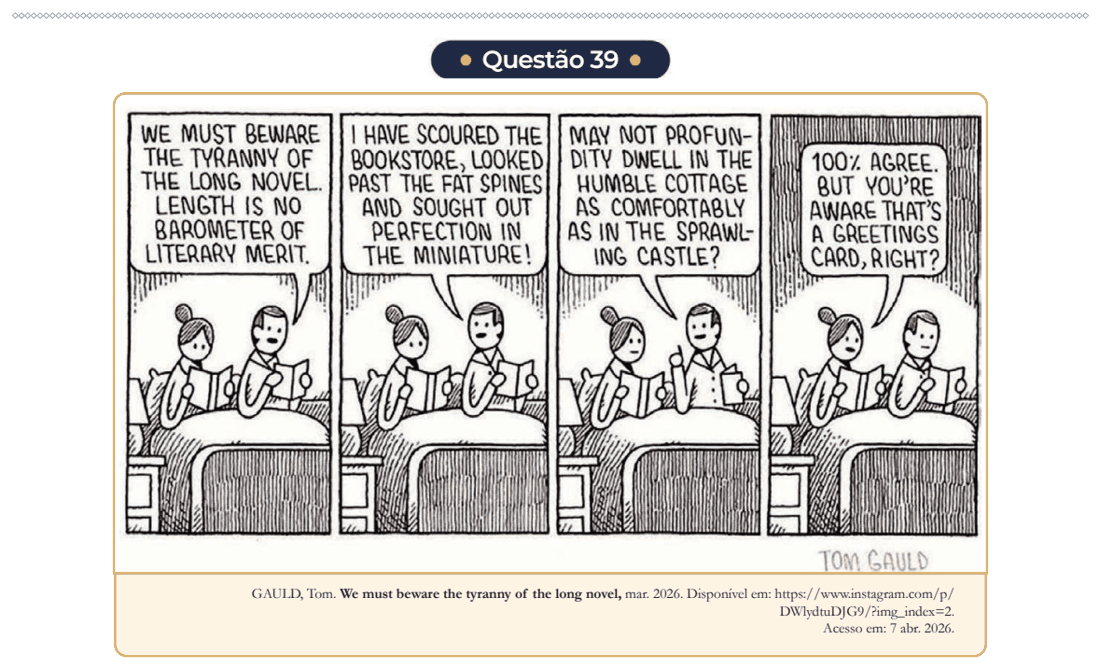 Questão 39
WE MUST BEWARE
THE TYRANNY OF
THE LONG NOVEL.
LENGTH IS NO
BAROMETER OF
LITERARY MERIT.
I HAVE SCOURED THE
BOOKSTORE, LOOKED
PAST THE FAT SPINES
AND SOUGHT OUT
PERFECTION IN
THE MINIATURE!
MAY NOT PROFUN-
DITY DWELL IN THE
HUMBLE COTTAGE
AS COMFORTABLY
AS IN THE SPRAWL-
ING CASTLE?
100% AGREE.
BUT YOU'RE
AWARE THAT'S
A GREETINGS
CARD, RIGHT?
TOM GAULD
GAULD, Tom. We must beware the tyranny of the long novel, mar. 2026. Disponível em: https://www.instagram.com/p/
DWlydtuDJG9/?img_index=2.
Acesso em: 7 abr. 2026.